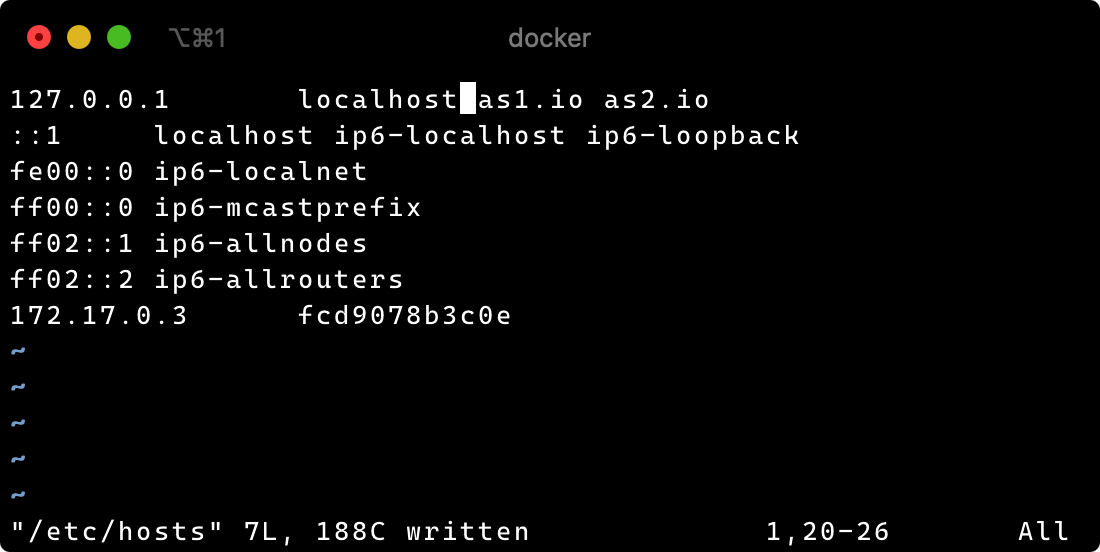 ⌥⌘1 docker
127.0.0.1 localhost as1.io as2.io
::1 localhost ip6-localhost ip6-loopback
fe00::0 ip6-localnet
ff00::0 ip6-mcastprefix
ff02::1 ip6-allnodes
ff02::2 ip6-allrouters
172.17.0.3 fcd9078b3c0e
~
~
~
~
~
"/etc/hosts" 7L, 188C written 1,20-26 All